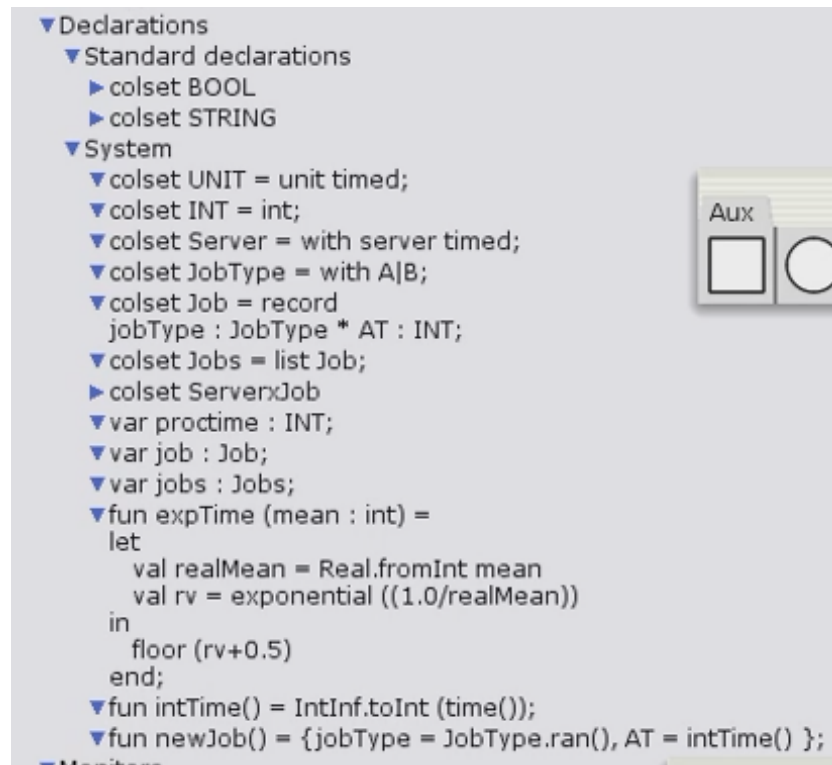 Declarations
Standard declarations
colset BOOL
colset STRING
System
colset UNIT = unit timed;
colset INT = int;
colset Server = with server timed;
colset JobType = with A|B;
colset Job = record
jobType : JobType * AT : INT;
colset Jobs = list Job;
colset ServerxJob
var proctime : INT;
var job : Job;
var jobs : Jobs;
fun expTime (mean : int) =
let
val realMean = Real.fromInt mean
val rv = exponential ((1.0/realMean))
in
floor (rv+0.5)
end;
fun intTime() = IntInf.toInt (time());
fun newJob() = {jobType = JobType.ran(), AT = intTime() };
Aux